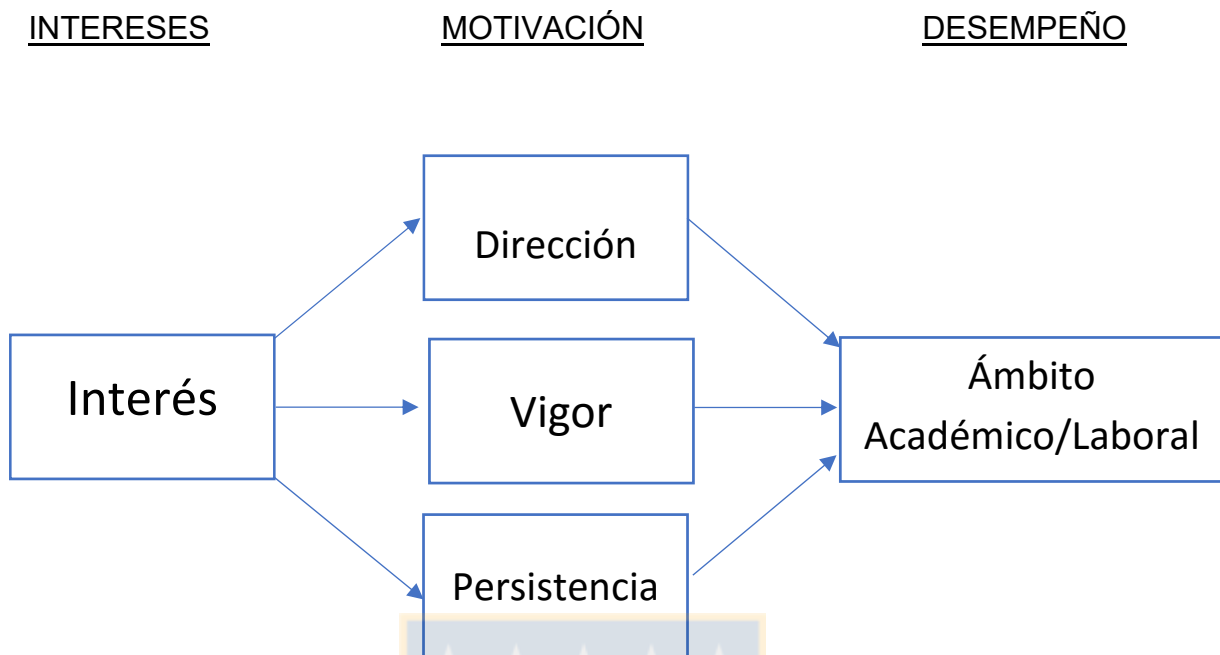 INTERESES
MOTIVACIÓN
DESEMPEÑO
Dirección
Interés
Vigor
Ámbito
Académico/Laboral
Persistencia